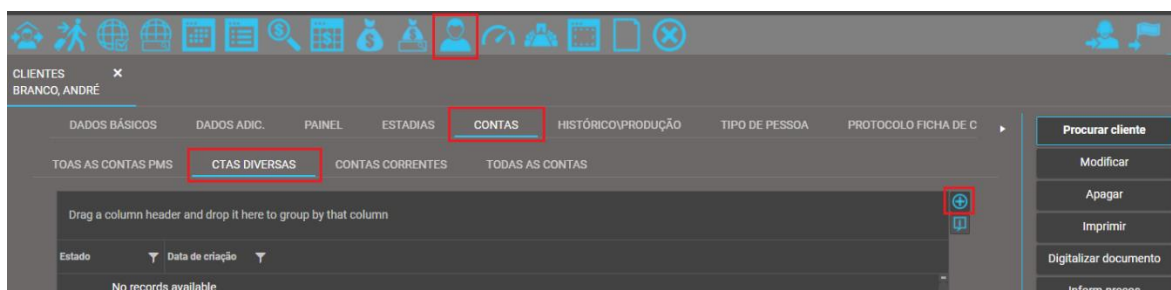 CLIENTES
BRANCO, ANDRÉ
DADOS BÁSICOS DADOS ADIC. PAINEL ESTADIAS CONTAS HISTÓRICO\PRODUÇÃO TIPO DE PESSOA PROTOCOLO FICHA DE C
Procurar cliente
TOAS AS CONTAS PMS CTAS DIVERSAS CONTAS CORRENTES TODAS AS CONTAS
Modificar
Apagar
Drag a column header and drop it here to group by that column
Imprimir
Estado Data de criação
Digitalizar documento
No records available
Inform presos